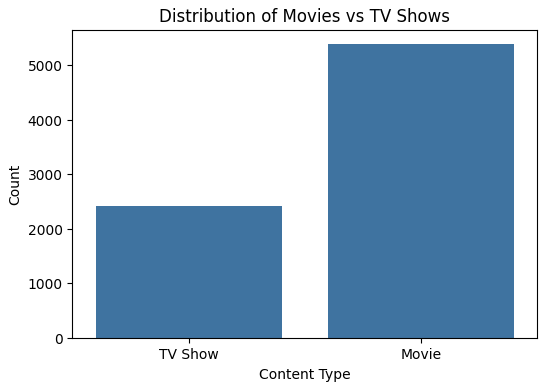 Distribution of Movies vs TV Shows
5000
4000
3000
2000
1000
0
Count
TV Show
Movie
Content Type